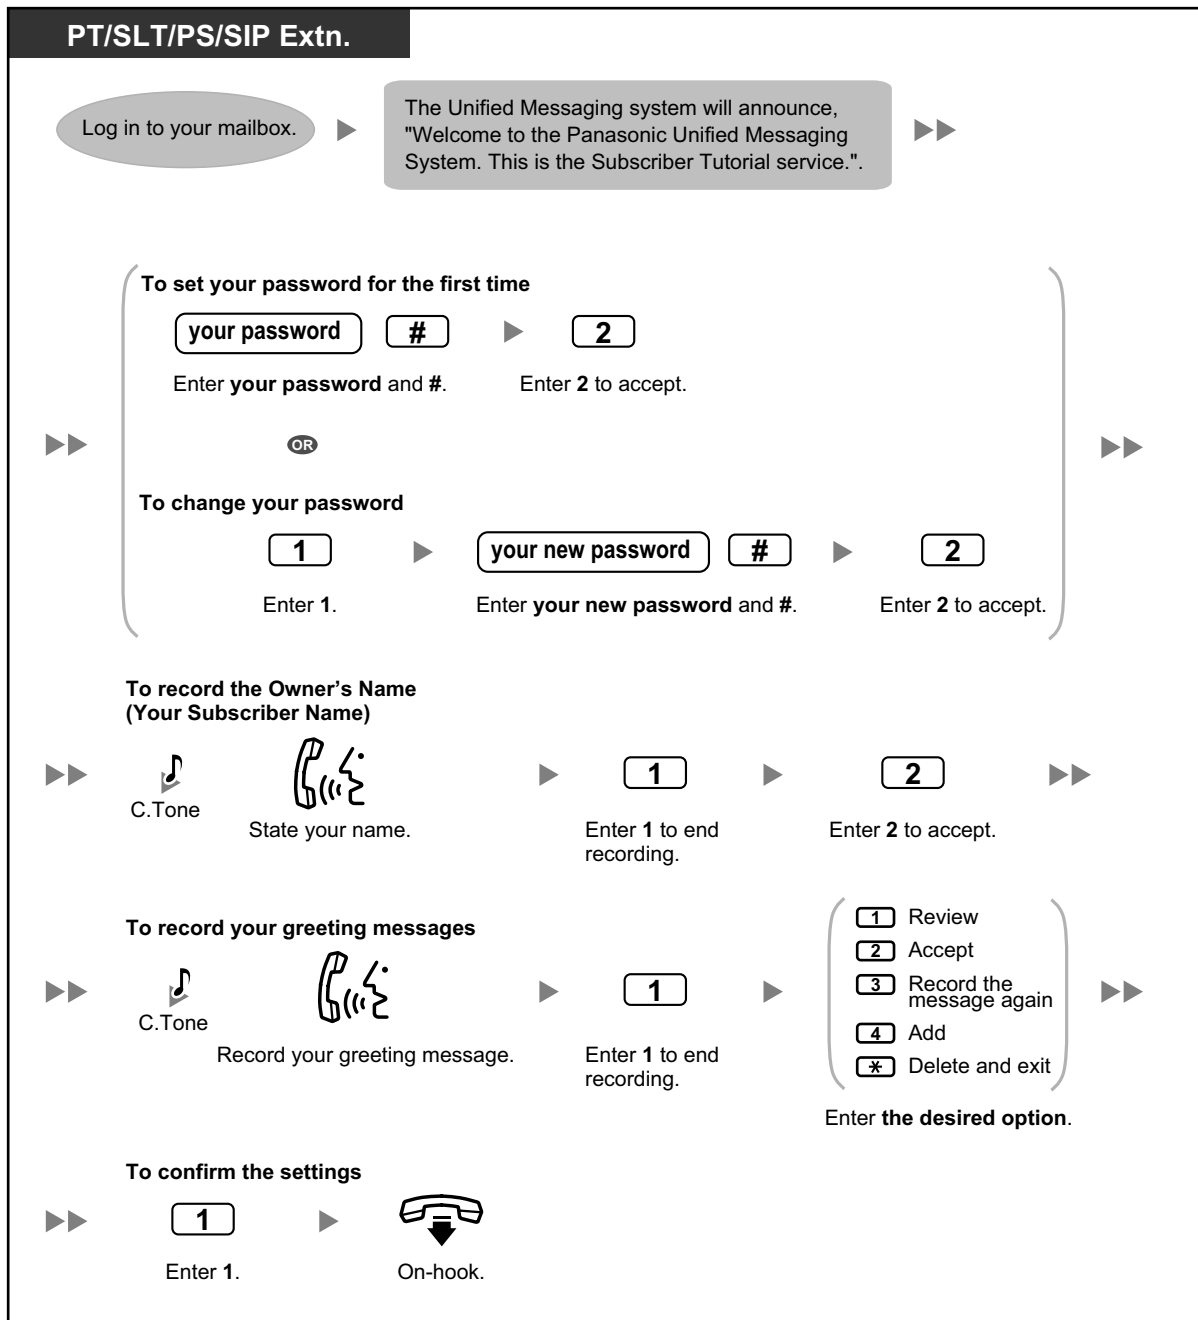 PT/SLT/PS/SIP Extn.
Log in to your mailbox.
The Unified Messaging system will announce,
"Welcome to the Panasonic Unified Messaging
System. This is the Subscriber Tutorial service.".
To set your password for the first time
your password #
2
Enter your password and #.
Enter 2 to accept.
OR
To change your password
1
your new password #
2
Enter 1.
Enter your new password and #.
Enter 2 to accept.
To record the Owner's Name
(Your Subscriber Name)
1
2
C.Tone
State your name.
Enter 1 to end
recording.
Enter 2 to accept.
To record your greeting messages
C.Tone
Record your greeting message.
1
Enter 1 to end
recording.
1 Review
2 Accept
3 Record the
message again
4 Add
* Delete and exit
Enter the desired option.
To confirm the settings
1
Enter 1.
On-hook.